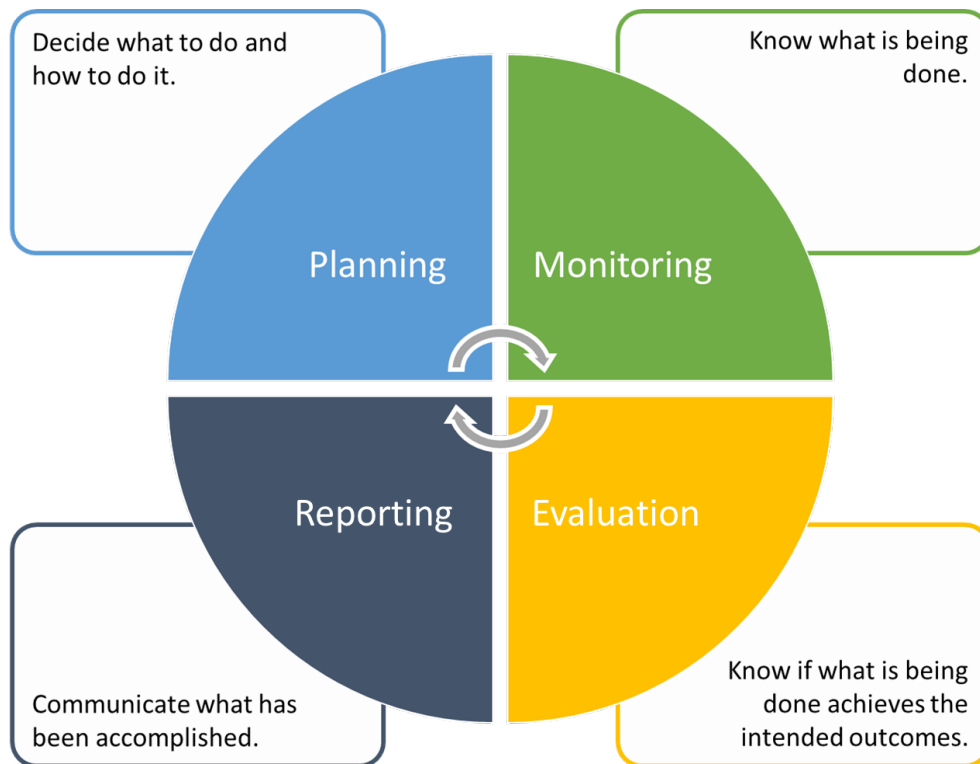 Decide what to do and
how to do it.
Know what is being
done.
Planning
Monitoring
Reporting
Evaluation
Communicate what has
been accomplished.
Know if what is being
done achieves the
intended outcomes.